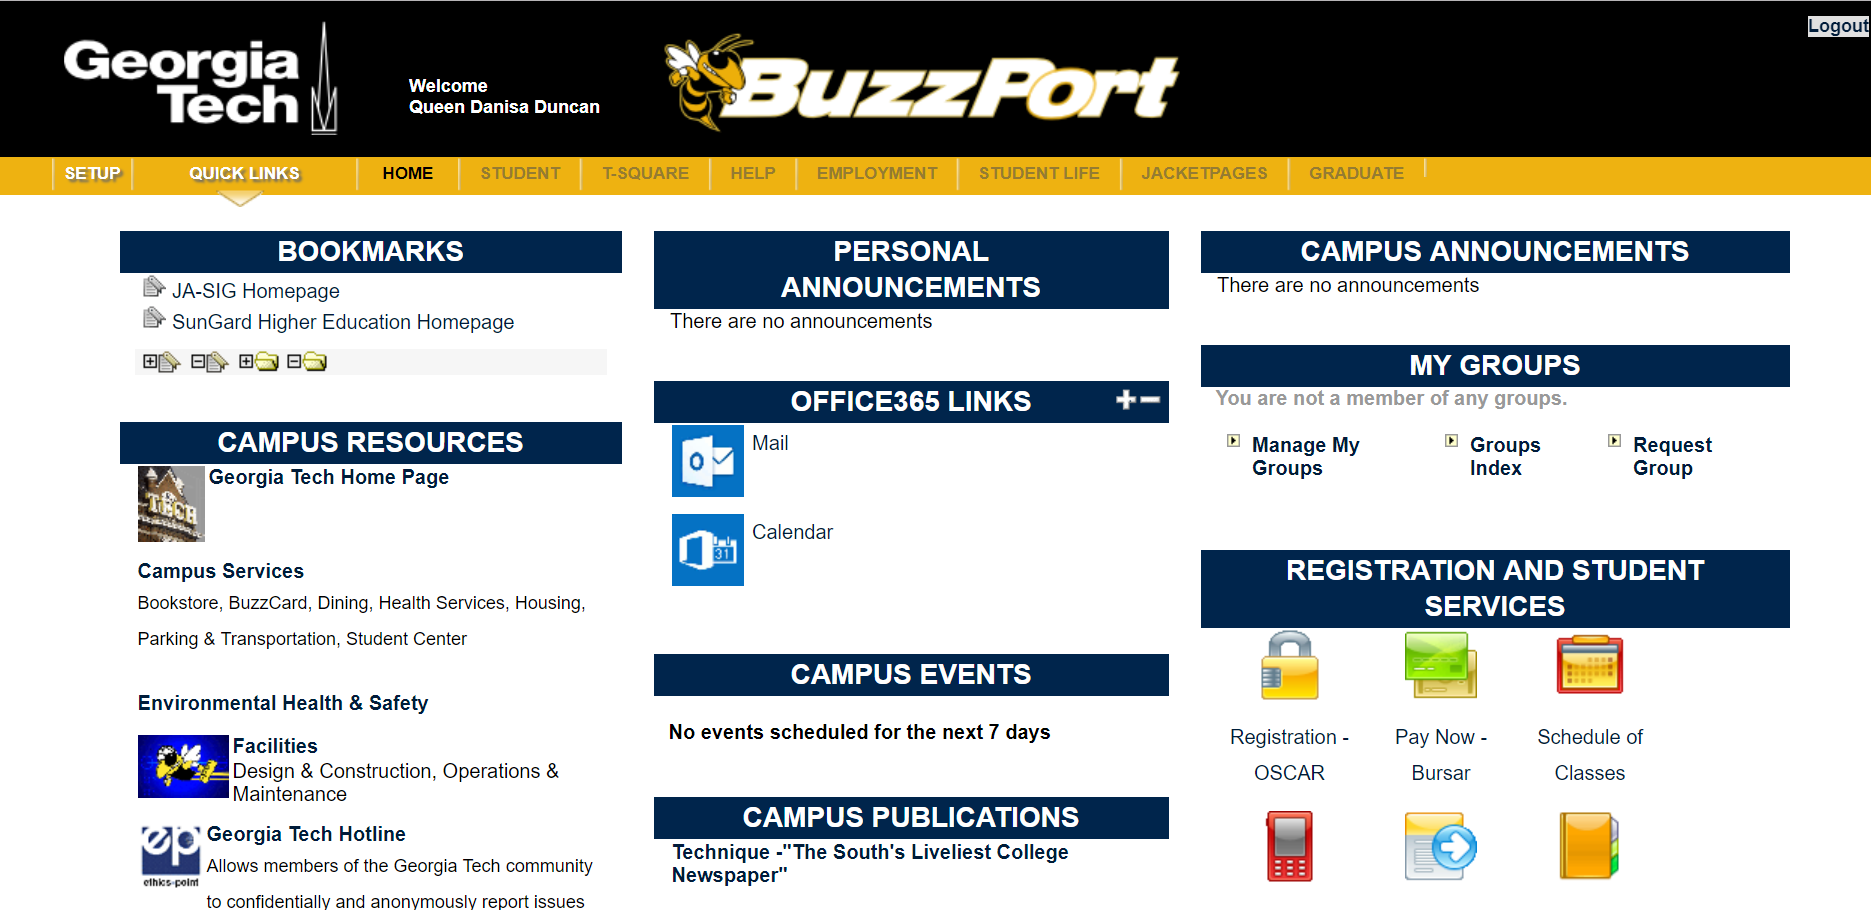 Logout
Georgia
Tech
Welcome
Queen Danisa Duncan
BuzzPort
SETUP
QUICK LINKS
HOME
STUDENT
T-SQUARE
HELP
EMPLOYMENT
STUDENT LIFE
JACKETPAGES
GRADUATE
BOOKMARKS
JA-SIG Homepage
SunGard Higher Education Homepage
CAMPUS RESOURCES
TECH
Georgia Tech Home Page
Campus Services
Bookstore, BuzzCard, Dining, Health Services, Housing,
Parking & Transportation, Student Center
Environmental Health & Safety
Facilities
Design & Construction, Operations &
Maintenance
ep
ethics-point
Georgia Tech Hotline
Allows members of the Georgia Tech community
to confidentially and anonymously report issues
PERSONAL
ANNOUNCEMENTS
There are no announcements
OFFICE365 LINKS
Mail
31
Calendar
CAMPUS EVENTS
No events scheduled for the next 7 days
CAMPUS PUBLICATIONS
Technique -"The South's Liveliest College
Newspaper"
CAMPUS ANNOUNCEMENTS
There are no announcements
MY GROUPS
You are not a member of any groups.
Manage My
Groups
Groups
Index
Request
Group
REGISTRATION AND STUDENT
SERVICES
Registration -
OSCAR
Pay Now -
Bursar
Schedule of
Classes